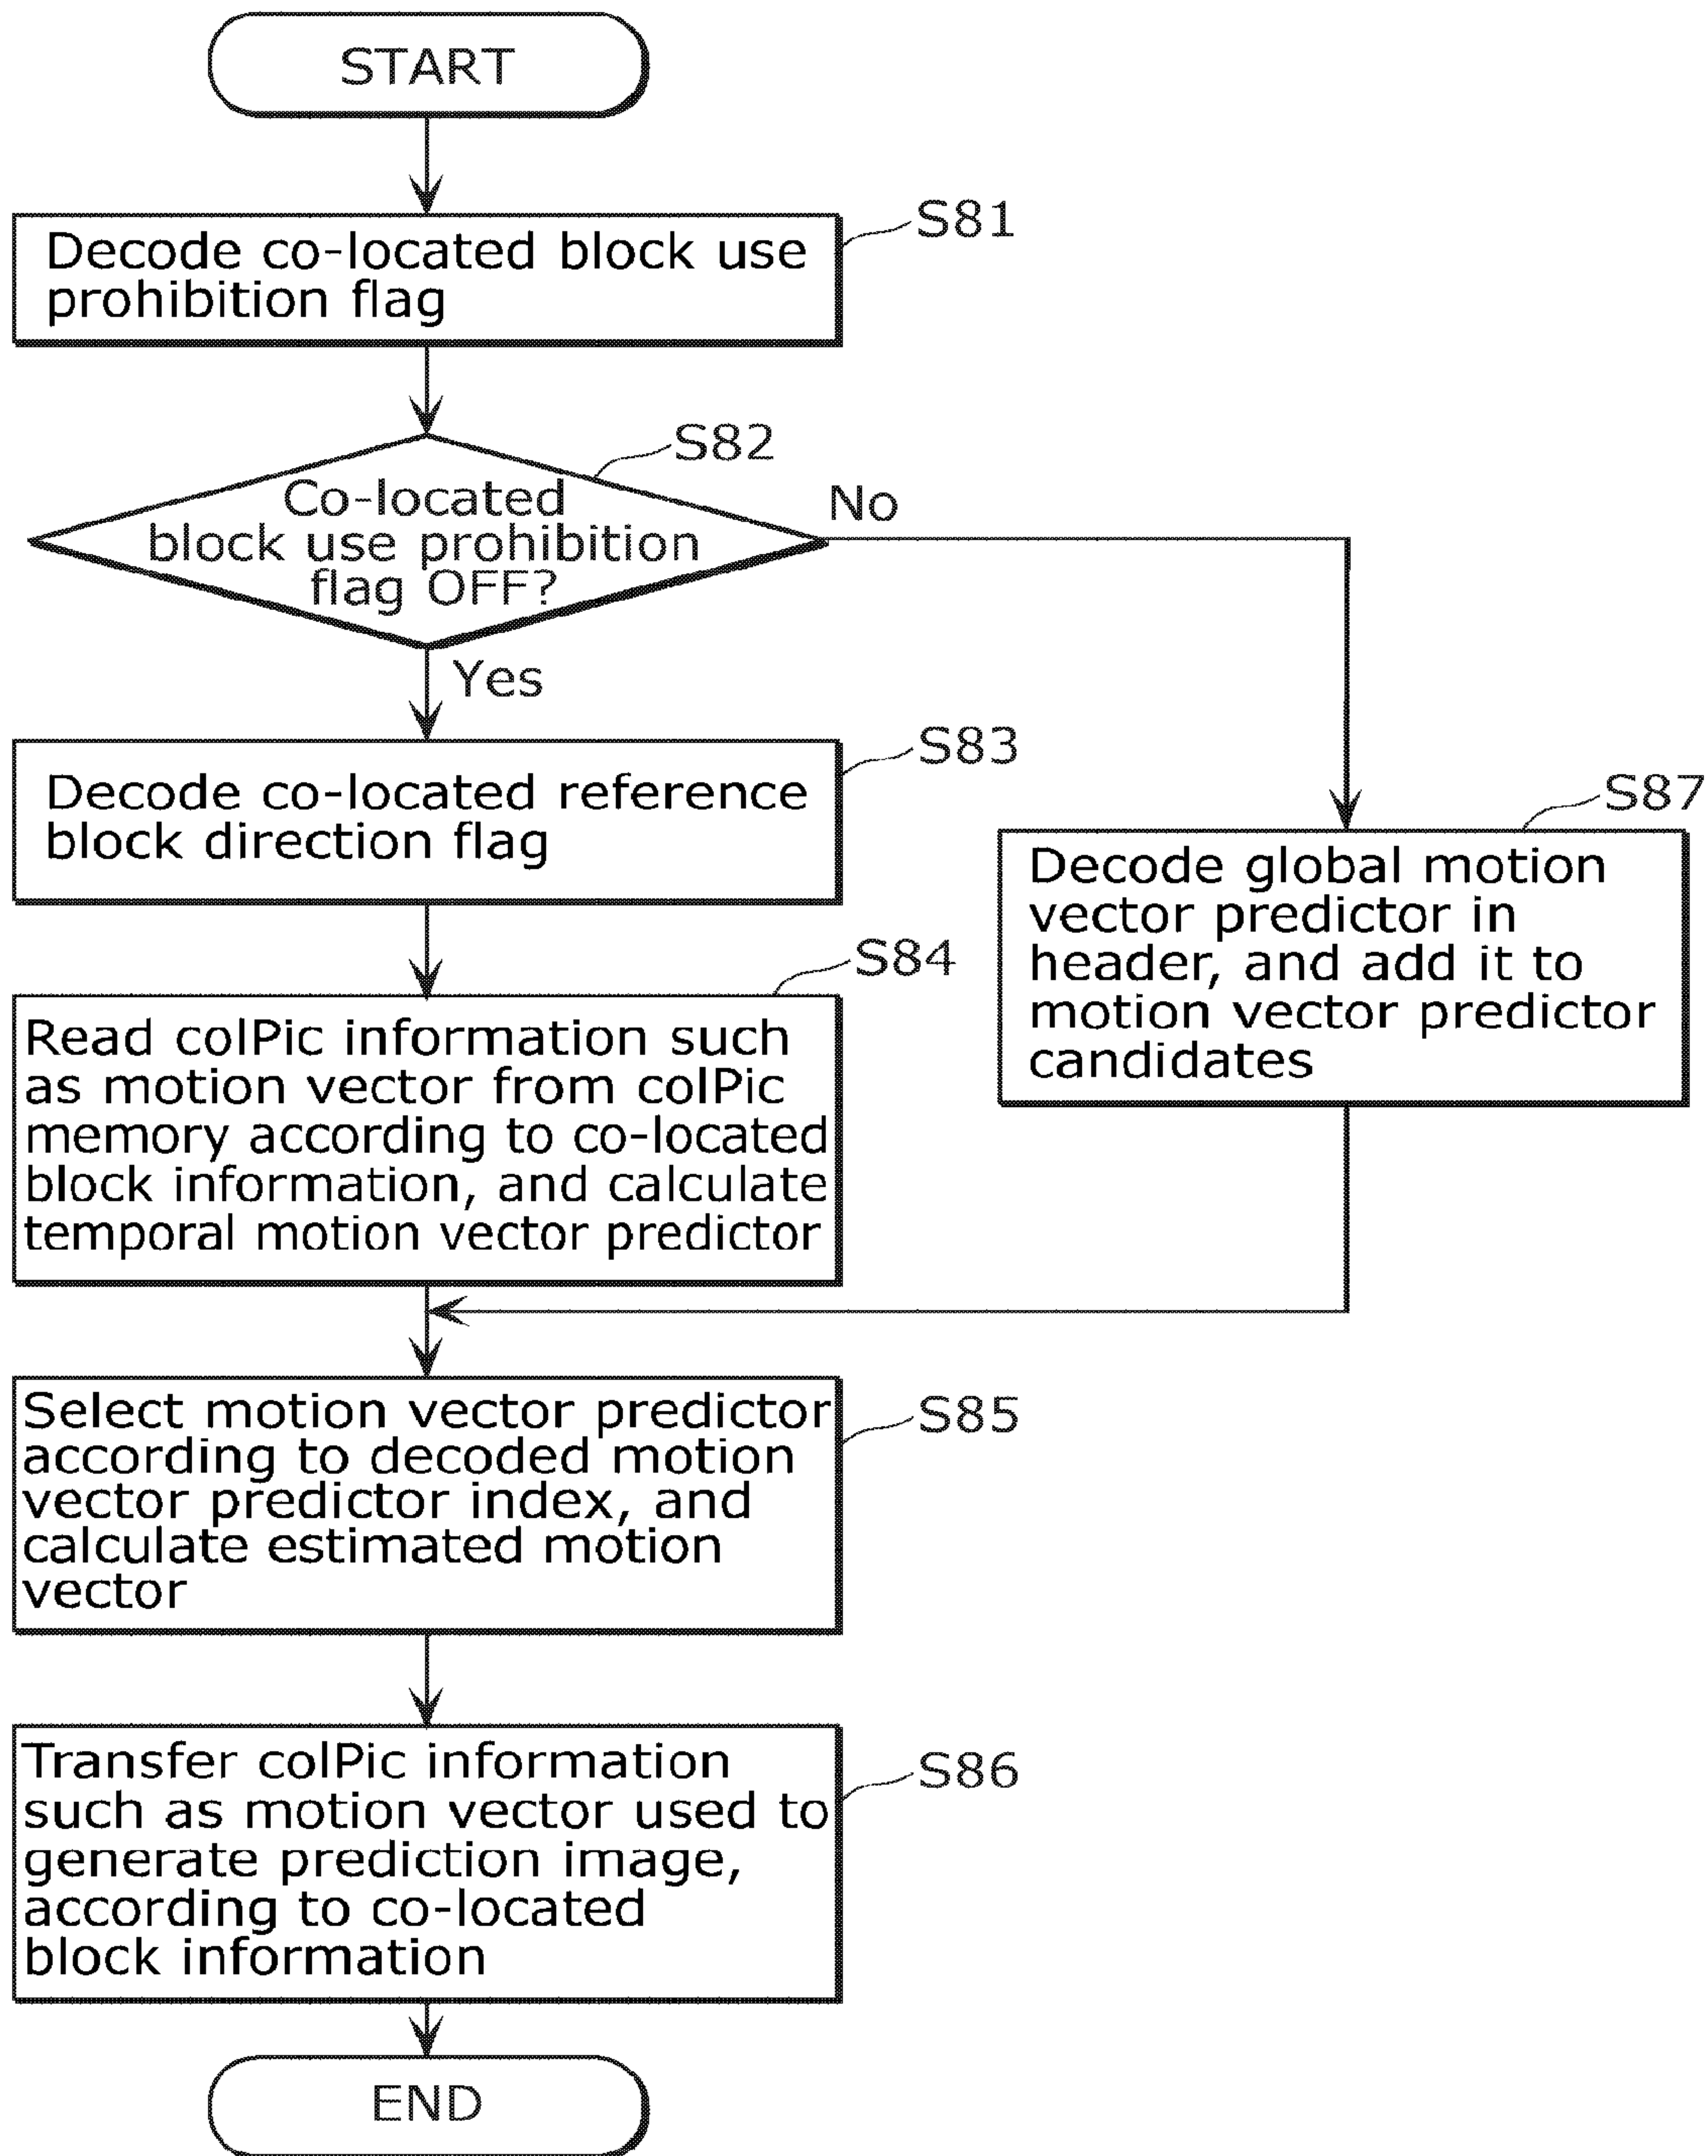 START
S81
Decode co-located block use
prohibition flag
S82
Co-located
block use prohibition
flag OFF?
No
Yes
S83
Decode co-located reference
block direction flag
S87
Decode global motion
vector predictor in
header, and add it to
motion vector predictor
candidates
S84
Read colPic information such
as motion vector from colPic
memory according to co-located
block information, and calculate
temporal motion vector predictor
S85
Select motion vector predictor
according to decoded motion
vector predictor index, and
calculate estimated motion
vector
S86
Transfer colPic information
such as motion vector used to
generate prediction image,
according to co-located
block information
END